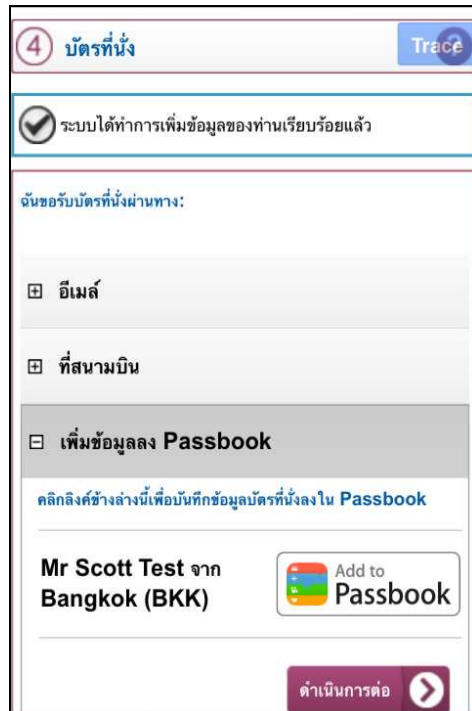 4 บัตรที่นั่ง Trace ?
ระบบได้ทำการเพิ่มข้อมูลของท่านเรียบร้อยแล้ว
ฉันขอรับบัตรที่นั่งผ่านทาง:
อีเมล์
ที่สนามบิน
เพิ่มข้อมูลลง Passbook
คลิกลิงค์ข้างล่างนี้เพื่อบันทึกข้อมูลบัตรที่นั่งลงใน Passbook
Mr Scott Test จาก
Bangkok (BKK)
Add to
Passbook
ดำเนินการต่อ